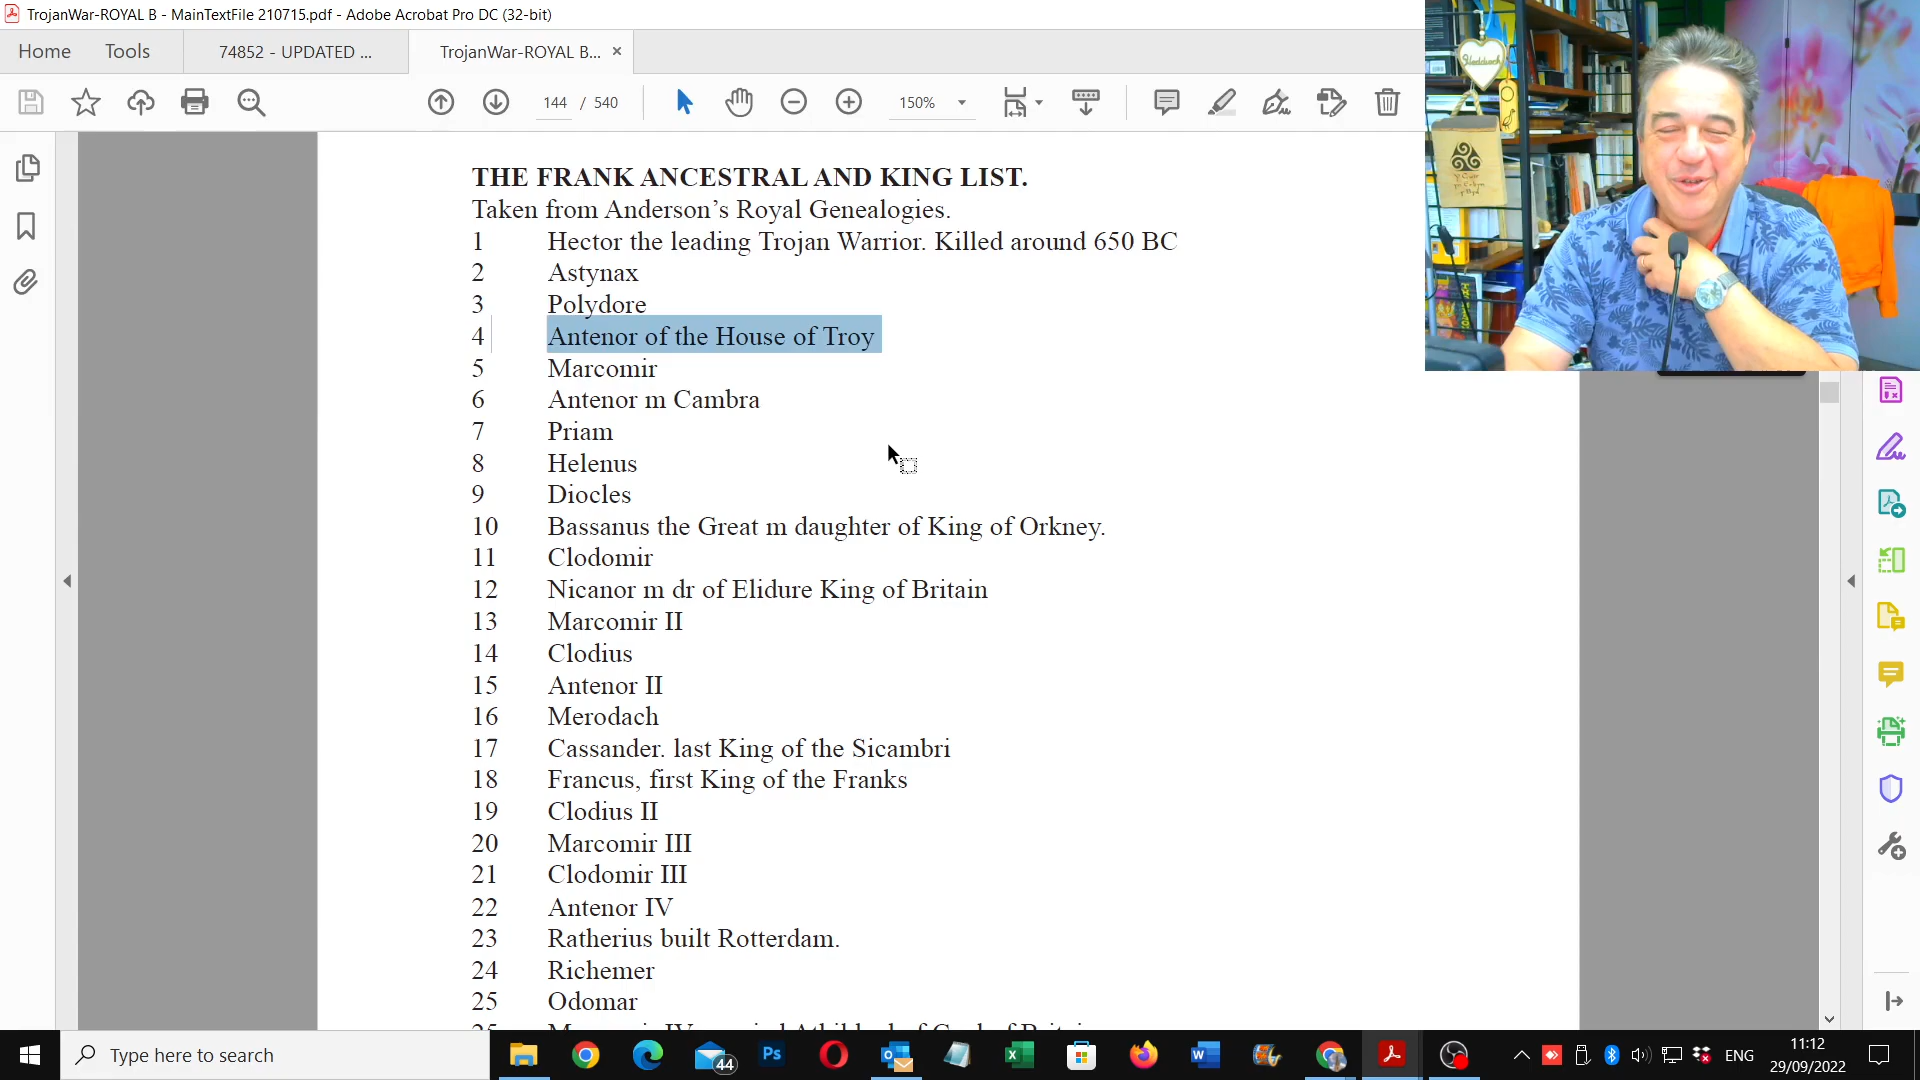 TrojanWar-ROYAL B - MainTextFile 210715.pdf - Adobe Acrobat Pro DC (32-bit)
Home Tools 74852 - UPDATED ... TrojanWar-ROYAL B... ×
144 / 540 150%
THE FRANK ANCESTRAL AND KING LIST.
Taken from Anderson’s Royal Genealogies.
1 Hector the leading Trojan Warrior. Killed around 650 BC
2 Astynax
3 Polydore
4 Antenor of the House of Troy
5 Marcomir
6 Antenor m Cambra
7 Priam
8 Helenus
9 Diocles
10 Bassanus the Great m daughter of King of Orkney.
11 Clodomir
12 Nicanor m dr of Elidure King of Britain
13 Marcomir II
14 Clodius
15 Antenor II
16 Merodach
17 Cassander. last King of the Sicambri
18 Francus, first King of the Franks
19 Clodius II
20 Marcomir III
21 Clodomir III
22 Antenor IV
23 Ratherius built Rotterdam.
24 Richemer
25 Odomar
Type here to search
44
Ps
ENG
11:12
29/09/2022